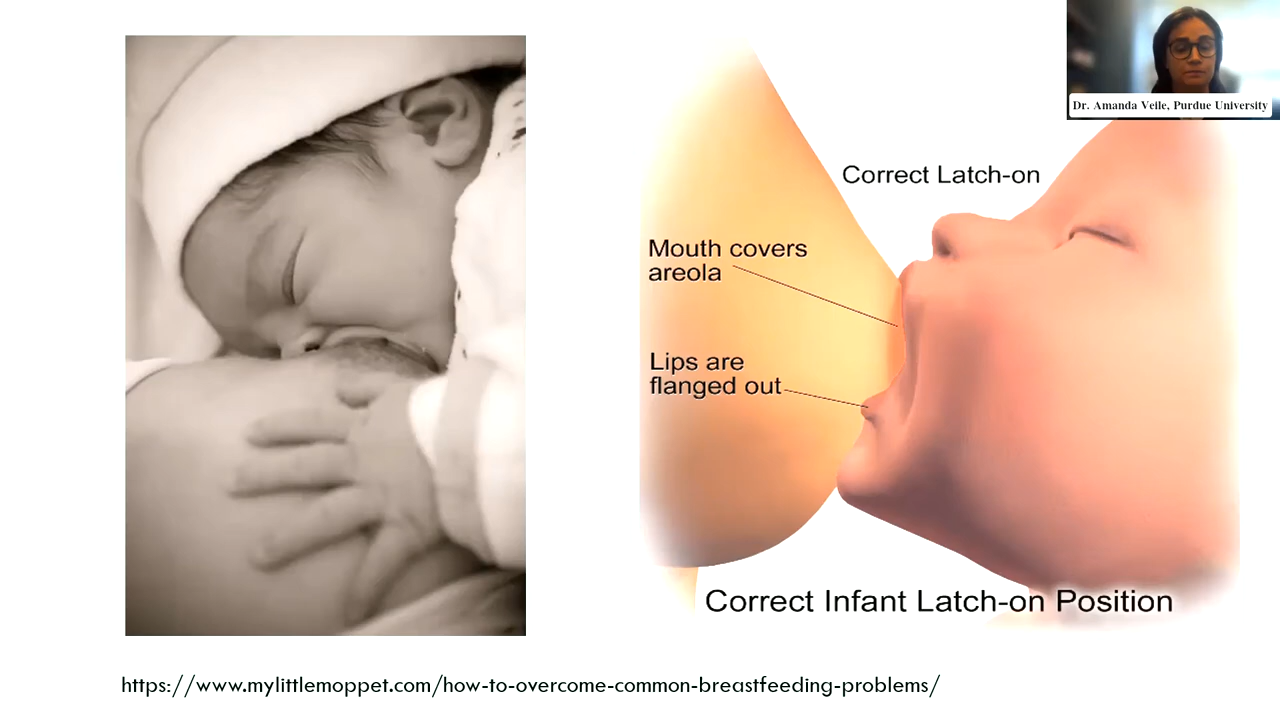 Dr. Amanda Veile, Purdue University
Correct Latch-on
Mouth covers
areola
Lips are
flanged out
Correct Infant Latch-on Position
https://www.mylittlemoppet.com/how-to-overcome-common-breastfeeding-problems/